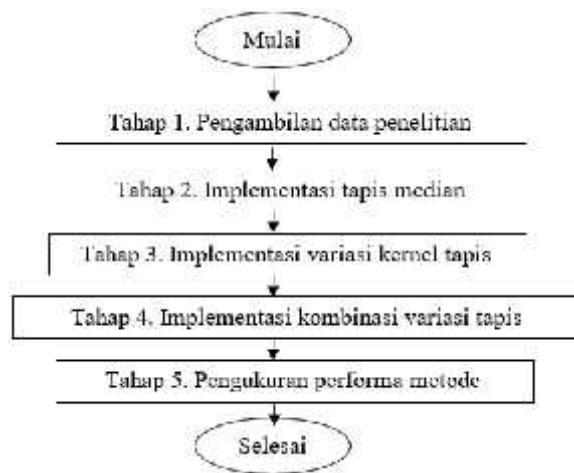 Mulai
Tahap 1. Pengambilan data penelitian
Tahap 2. Implementasi tapis median
Tahap 3. Implementasi variasi kernel tapis
Tahap 4. Implementasi kombinasi variasi tapis
Tahap 5. Pengukuran performa metode
Selesai